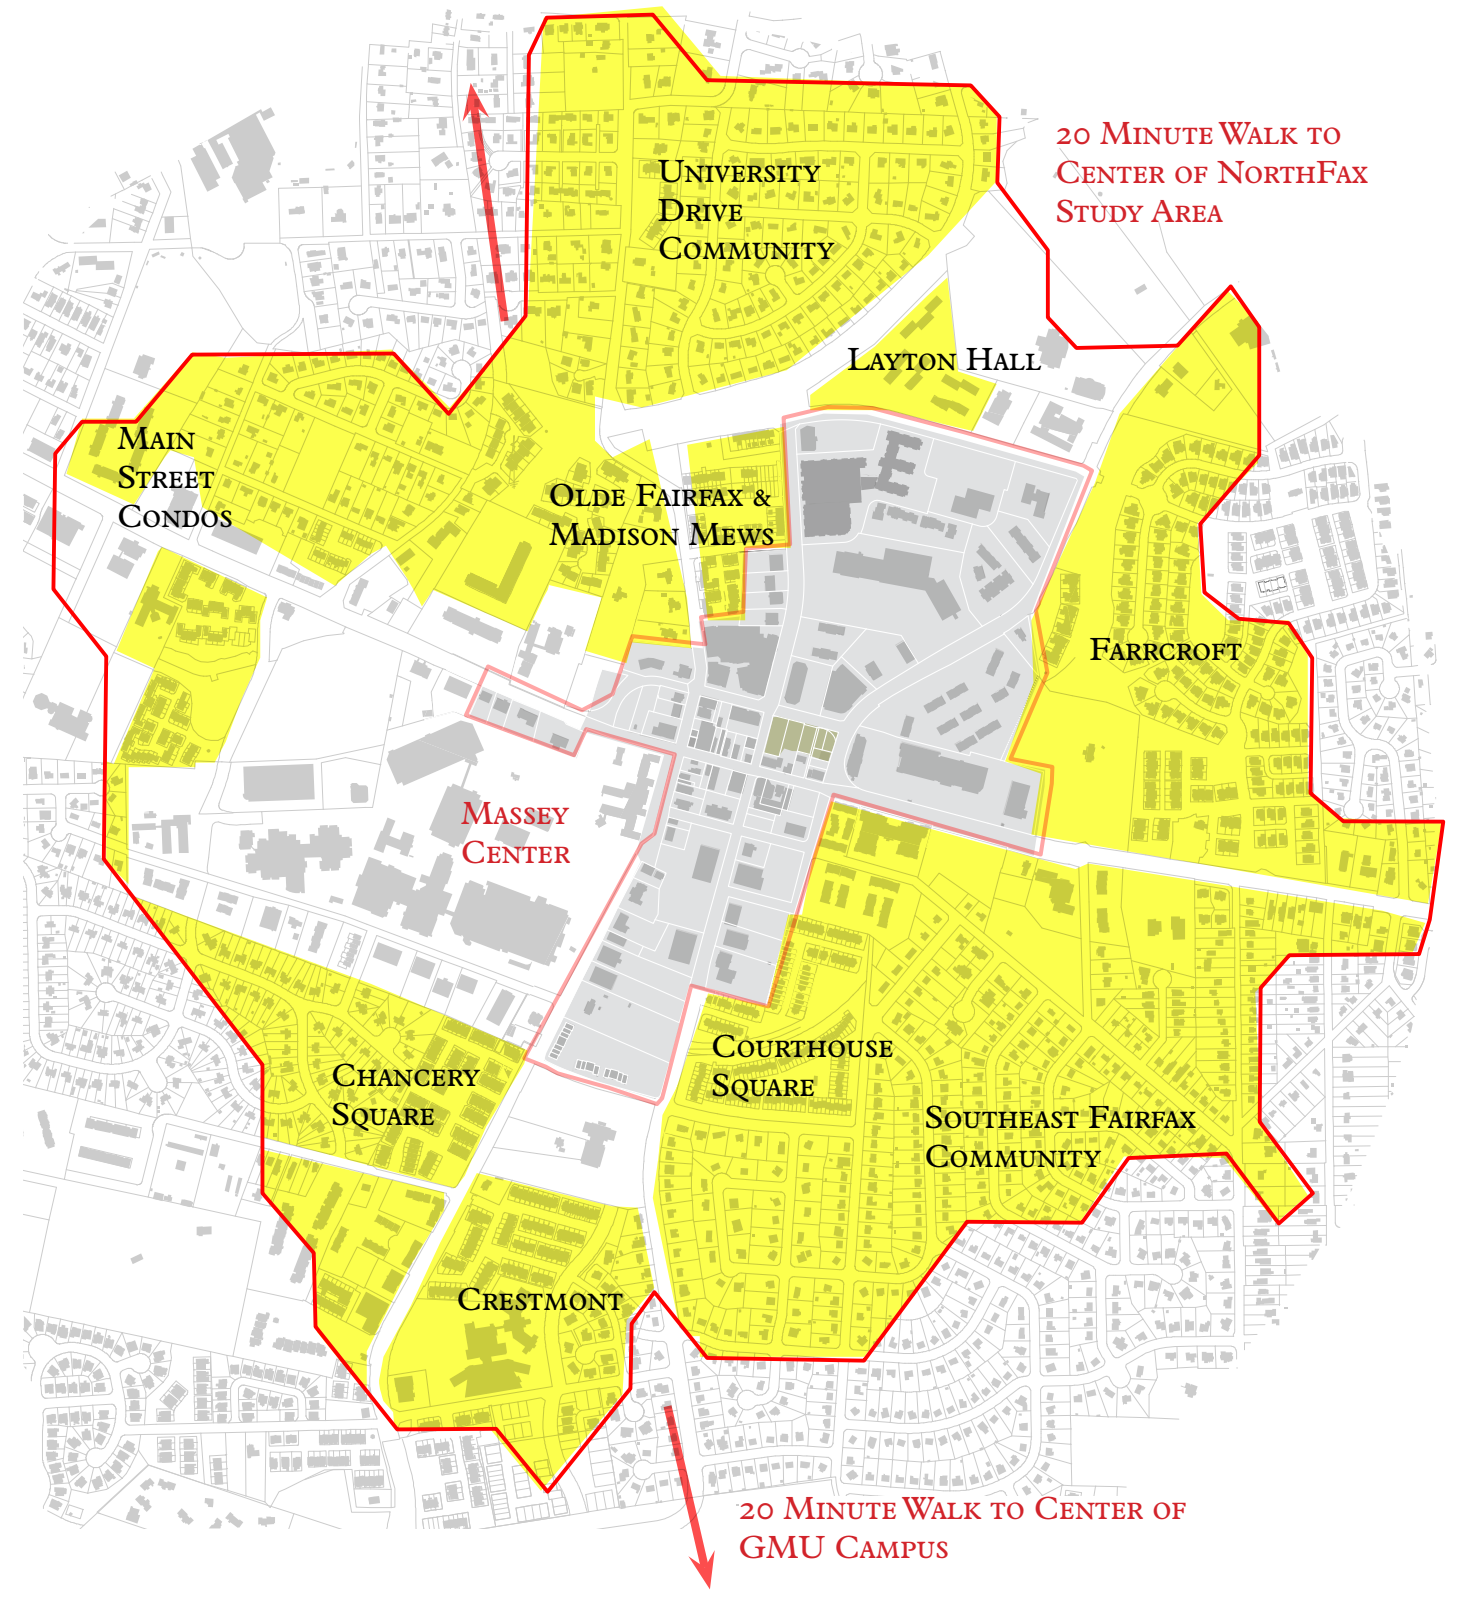 20 Minute Walk to
Center of NorthFax
Study Area
University
Drive
Community
Layton Hall
Main
Street
Condos
Olde Fairfax &
Madison Mews
Farrcroft
Massey
Center
Courthouse
Square
Chancery
Square
Southeast Fairfax
Community
Crestmont
20 Minute Walk to Center of
GMU Campus